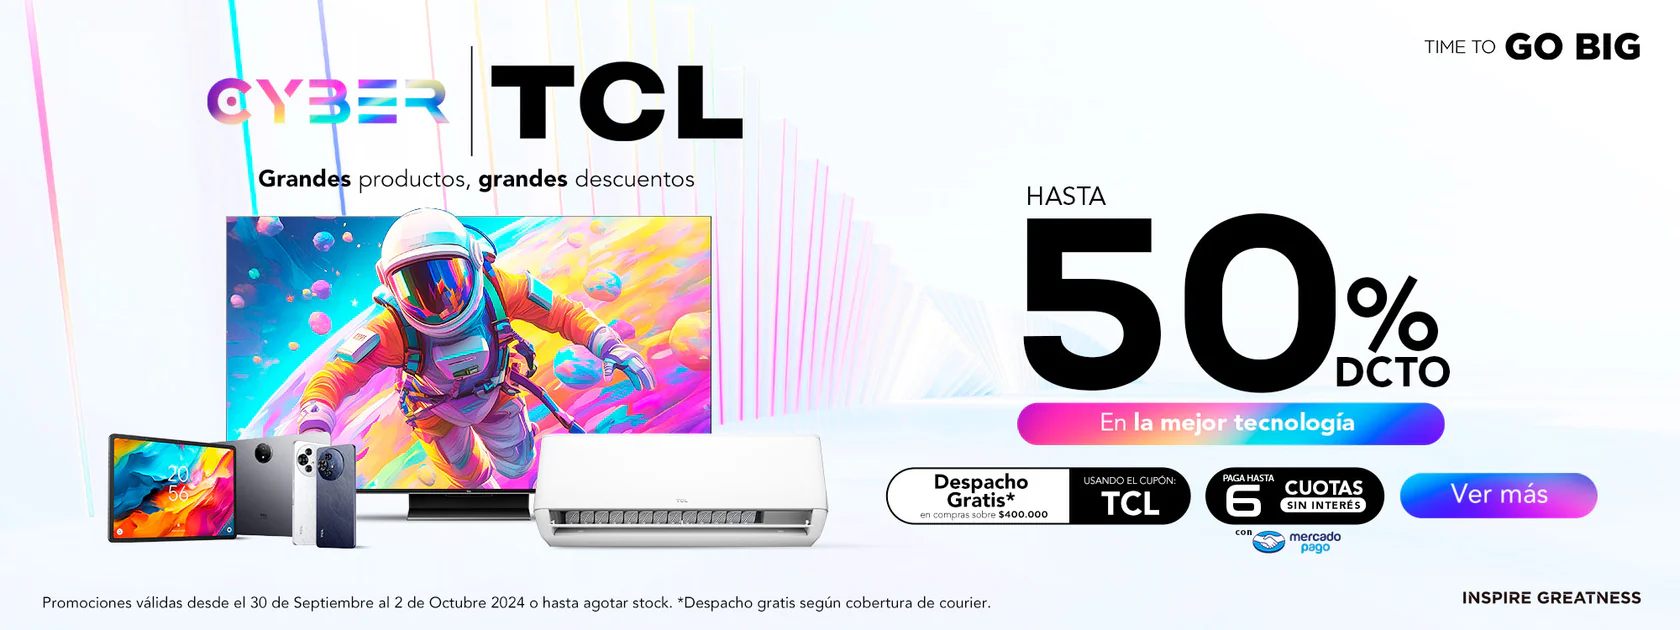 TIME TO GO BIG
CYBER | TCL
Grandes productos, grandes descuentos
HASTA
50%
DCTO
En la mejor tecnología
20
56
TCL
Despacho
Gratis*
en compras sobre $400.000
USANDO EL CUPÓN:
TCL
PAGA HASTA
6 CUOTAS
SIN INTERÉS
con mercado
pago
Ver más
Promociones válidas desde el 30 de Septiembre al 2 de Octubre 2024 o hasta agotar stock. *Despacho gratis según cobertura de courier.
INSPIRE GREATNESS